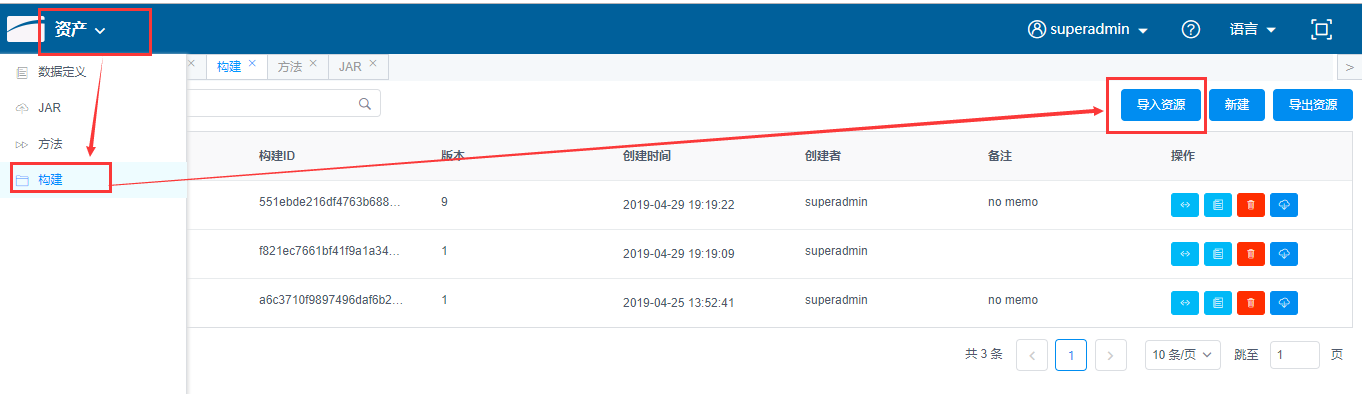 资产
superadmin
语言
数据定义
构建
方法
JAR
JAR
方法
构建
导入资源
新建
导出资源
构建ID
版本
创建时间
创建者
备注
操作
551ebde216df4763b688...
9
2019-04-29 19:19:22
superadmin
no memo
f821ec7661bf41f9a1a34...
1
2019-04-29 19:19:09
superadmin
a6c3710f9897496daf6b2...
1
2019-04-25 13:52:41
superadmin
no memo
共 3 条
1
10 条/页
跳至
1
页